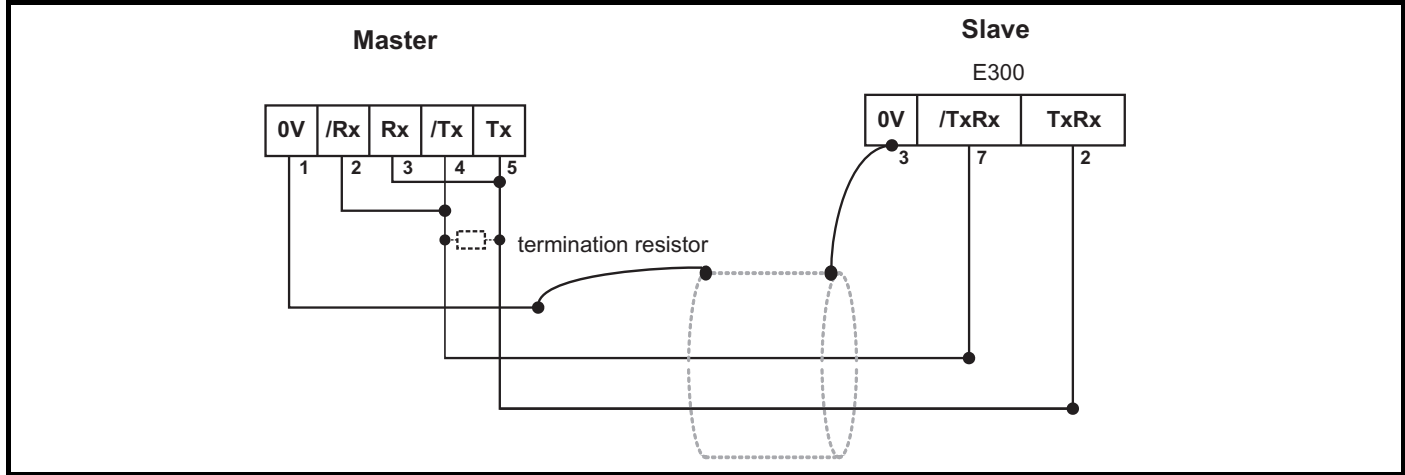 Master
Slave
E300
0V /Rx Rx /Tx Tx
1 2 3 4 5
0V /TxRx TxRx
3 7 2
termination resistor